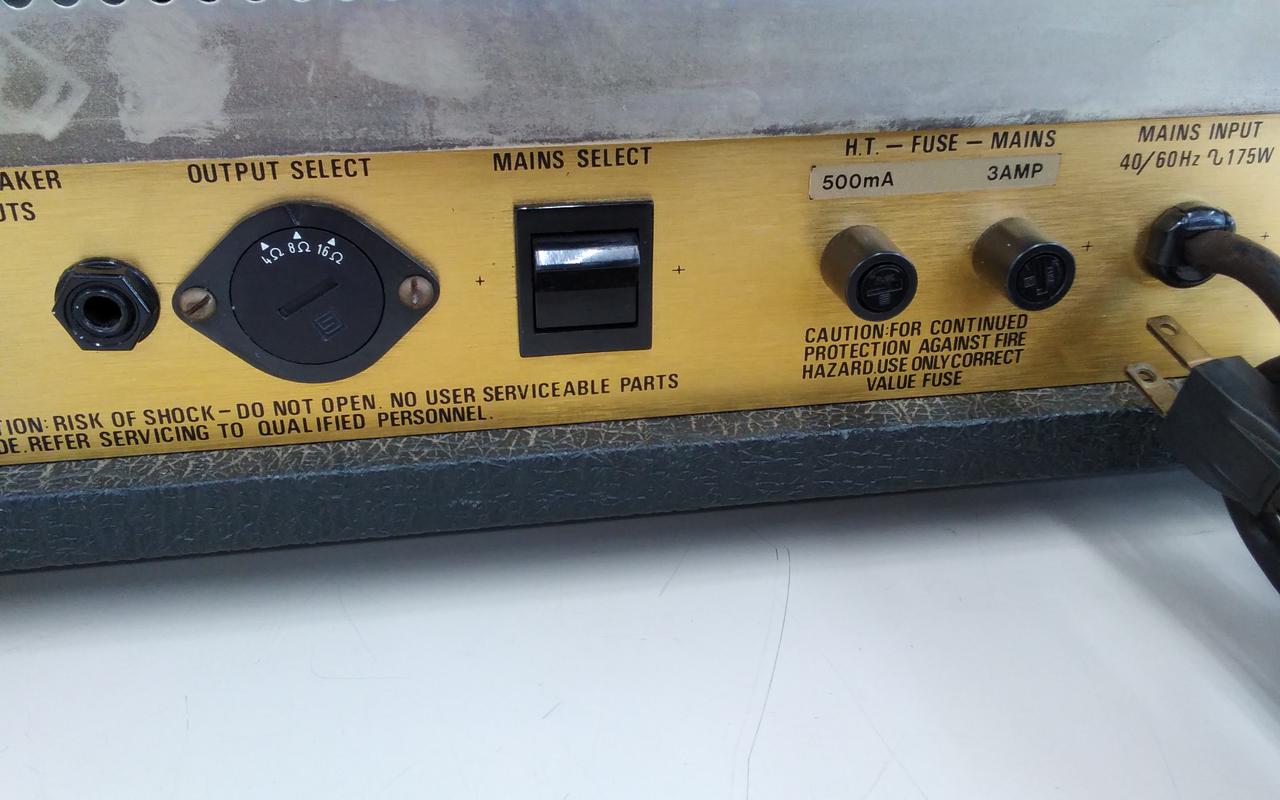 AKER
UTS
OUTPUT SELECT
4Ω 8Ω 16Ω
MAINS SELECT
H.T. — FUSE — MAINS
500mA 3AMP
MAINS INPUT
40/60Hz ∿175W
CAUTION:FOR CONTINUED
PROTECTION AGAINST FIRE
HAZARD.USE ONLY CORRECT
VALUE FUSE
TION: RISK OF SHOCK – DO NOT OPEN. NO USER SERVICEABLE PARTS
DE.REFER SERVICING TO QUALIFIED PERSONNEL.